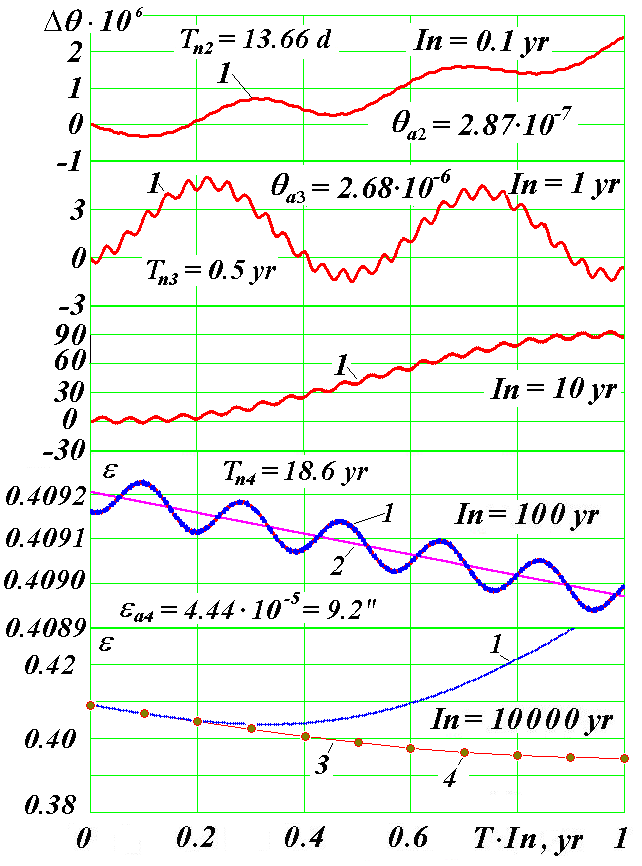 Δθ·10⁶
T_n2 = 13.66 d
In = 0.1 yr
2
1
1
0
θ_a2 = 2.87·10⁻⁷
-1
1
θ_a3 = 2.68·10⁻⁶
In = 1 yr
3
0
T_n3 = 0.5 yr
-3
90
60
1
30
In = 10 yr
0
-30
ε
T_n4 = 18.6 yr
0.4092
1
In = 100 yr
0.4091
2
0.4090
ε_a4 = 4.44·10⁻⁵ = 9.2"
0.4089
ε
1
0.42
In = 10000 yr
0.40
3
4
0.38
0
0.2
0.4
0.6
T·In, yr
1